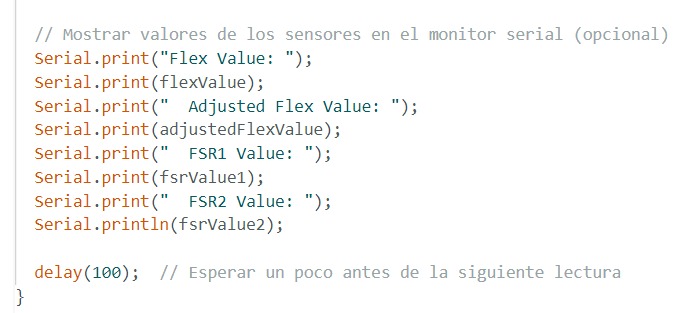 // Mostrar valores de los sensores en el monitor serial (opcional)
Serial.print("Flex Value: ");
Serial.print(flexValue);
Serial.print("  Adjusted Flex Value: ");
Serial.print(adjustedFlexValue);
Serial.print("  FSR1 Value: ");
Serial.print(fsrValue1);
Serial.print("  FSR2 Value: ");
Serial.println(fsrValue2);
delay(100);  // Esperar un poco antes de la siguiente lectura
}